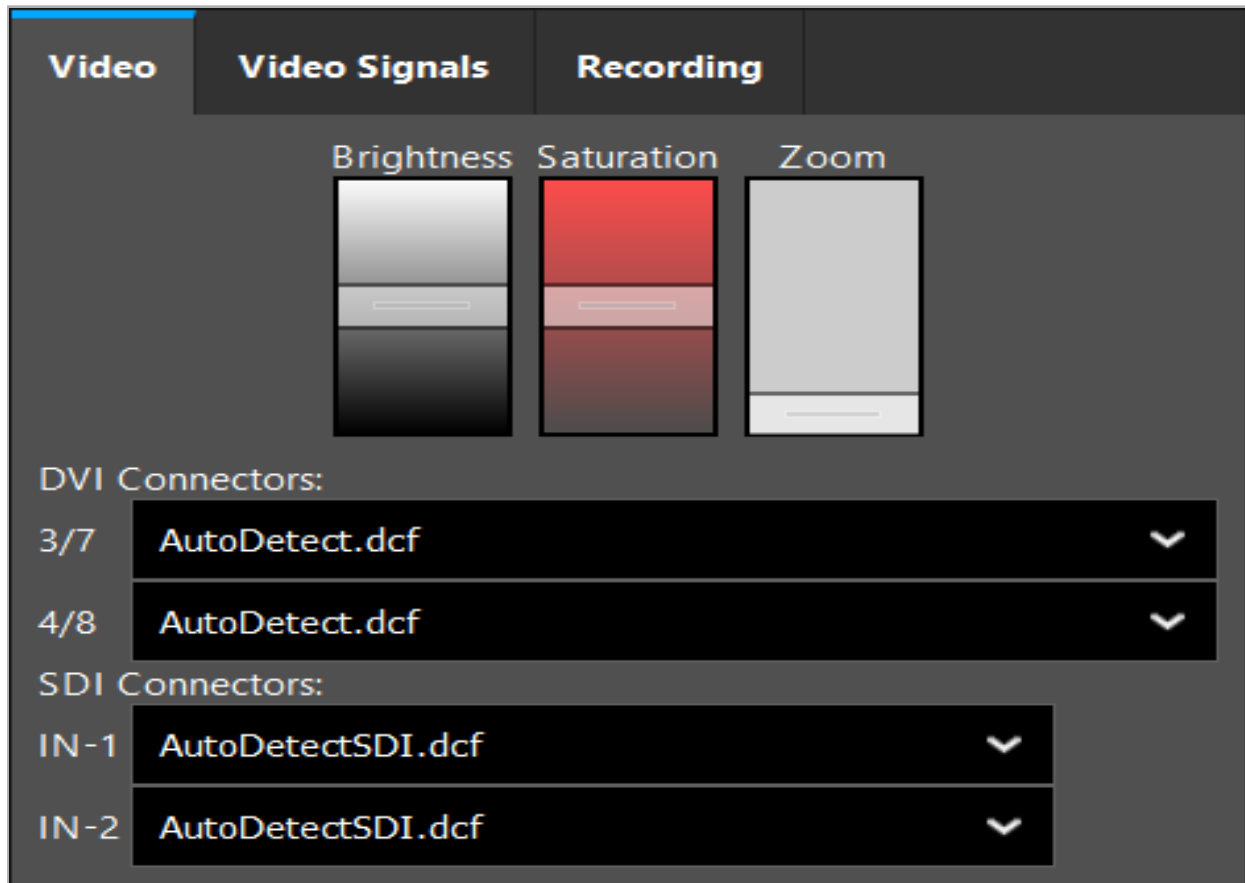 Video Video Signals Recording
Brightness Saturation Zoom
DVI Connectors:
3/7 AutoDetect.dcf
4/8 AutoDetect.dcf
SDI Connectors:
IN-1 AutoDetectSDI.dcf
IN-2 AutoDetectSDI.dcf